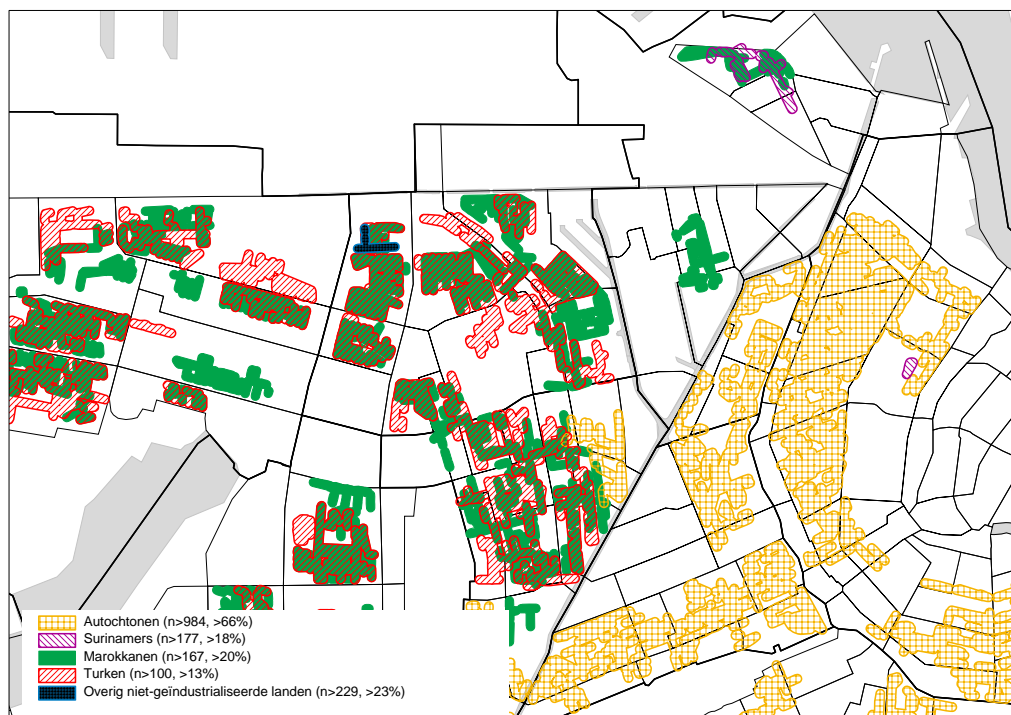 Autochtonen (n>984, >66%)
Surinamers (n>177, >18%)
Marokkanen (n>167, >20%)
Turken (n>100, >13%)
Overig niet-geïndustrialiseerde landen (n>229, >23%)